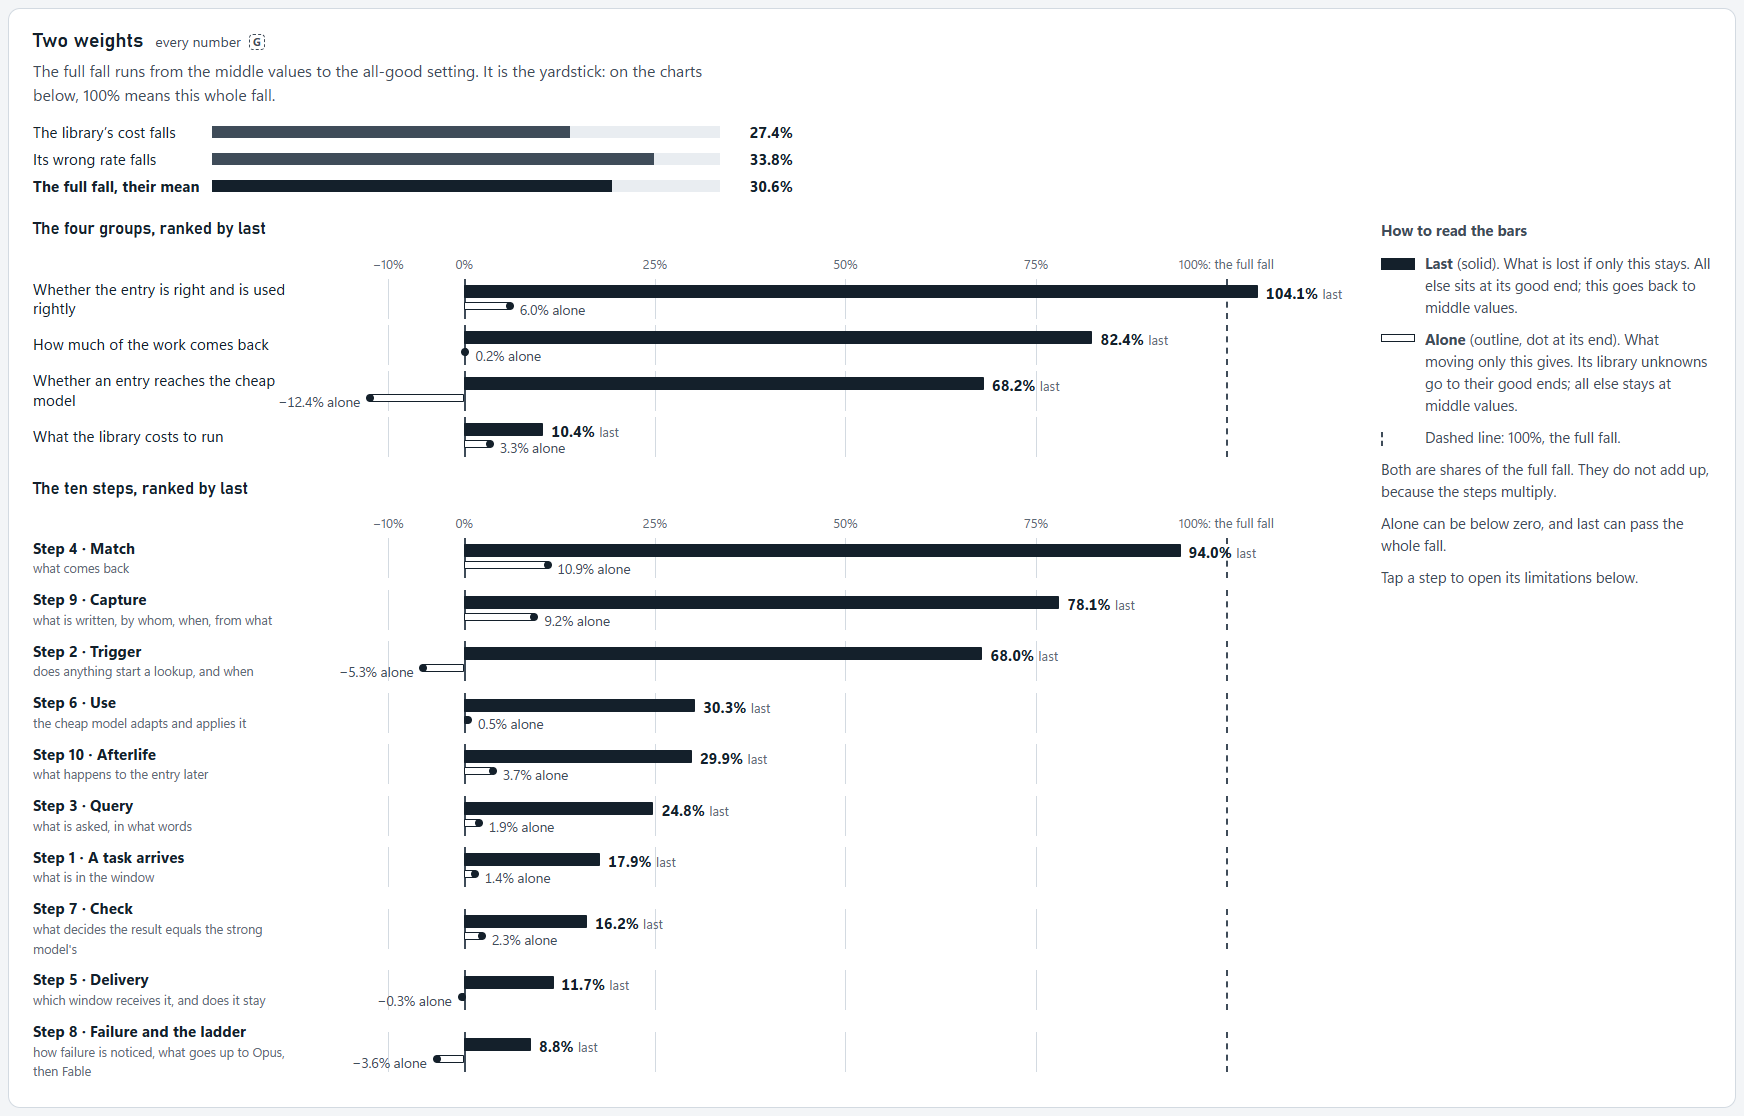 Two weights every number G
The full fall runs from the middle values to the all-good setting. It is the yardstick: on the charts
below, 100% means this whole fall.
The library’s cost falls 27.4%
Its wrong rate falls 33.8%
The full fall, their mean 30.6%
The four groups, ranked by last
−10% 0% 25% 50% 75% 100%: the full fall
Whether the entry is right and is used
rightly
104.1% last
6.0% alone
How much of the work comes back
82.4% last
0.2% alone
Whether an entry reaches the cheap
model
68.2% last
−12.4% alone
What the library costs to run
10.4% last
3.3% alone
The ten steps, ranked by last
−10% 0% 25% 50% 75% 100%: the full fall
Step 4 · Match
what comes back
94.0% last
10.9% alone
Step 9 · Capture
what is written, by whom, when, from what
78.1% last
9.2% alone
Step 2 · Trigger
does anything start a lookup, and when
68.0% last
−5.3% alone
Step 6 · Use
the cheap model adapts and applies it
30.3% last
0.5% alone
Step 10 · Afterlife
what happens to the entry later
29.9% last
3.7% alone
Step 3 · Query
what is asked, in what words
24.8% last
1.9% alone
Step 1 · A task arrives
what is in the window
17.9% last
1.4% alone
Step 7 · Check
what decides the result equals the strong
model's
16.2% last
2.3% alone
Step 5 · Delivery
which window receives it, and does it stay
11.7% last
−0.3% alone
Step 8 · Failure and the ladder
how failure is noticed, what goes up to Opus,
then Fable
8.8% last
−3.6% alone
How to read the bars
Last (solid). What is lost if only this stays. All
else sits at its good end; this goes back to
middle values.
Alone (outline, dot at its end). What
moving only this gives. Its library unknowns
go to their good ends; all else stays at
middle values.
Dashed line: 100%, the full fall.
Both are shares of the full fall. They do not add up,
because the steps multiply.
Alone can be below zero, and last can pass the
whole fall.
Tap a step to open its limitations below.